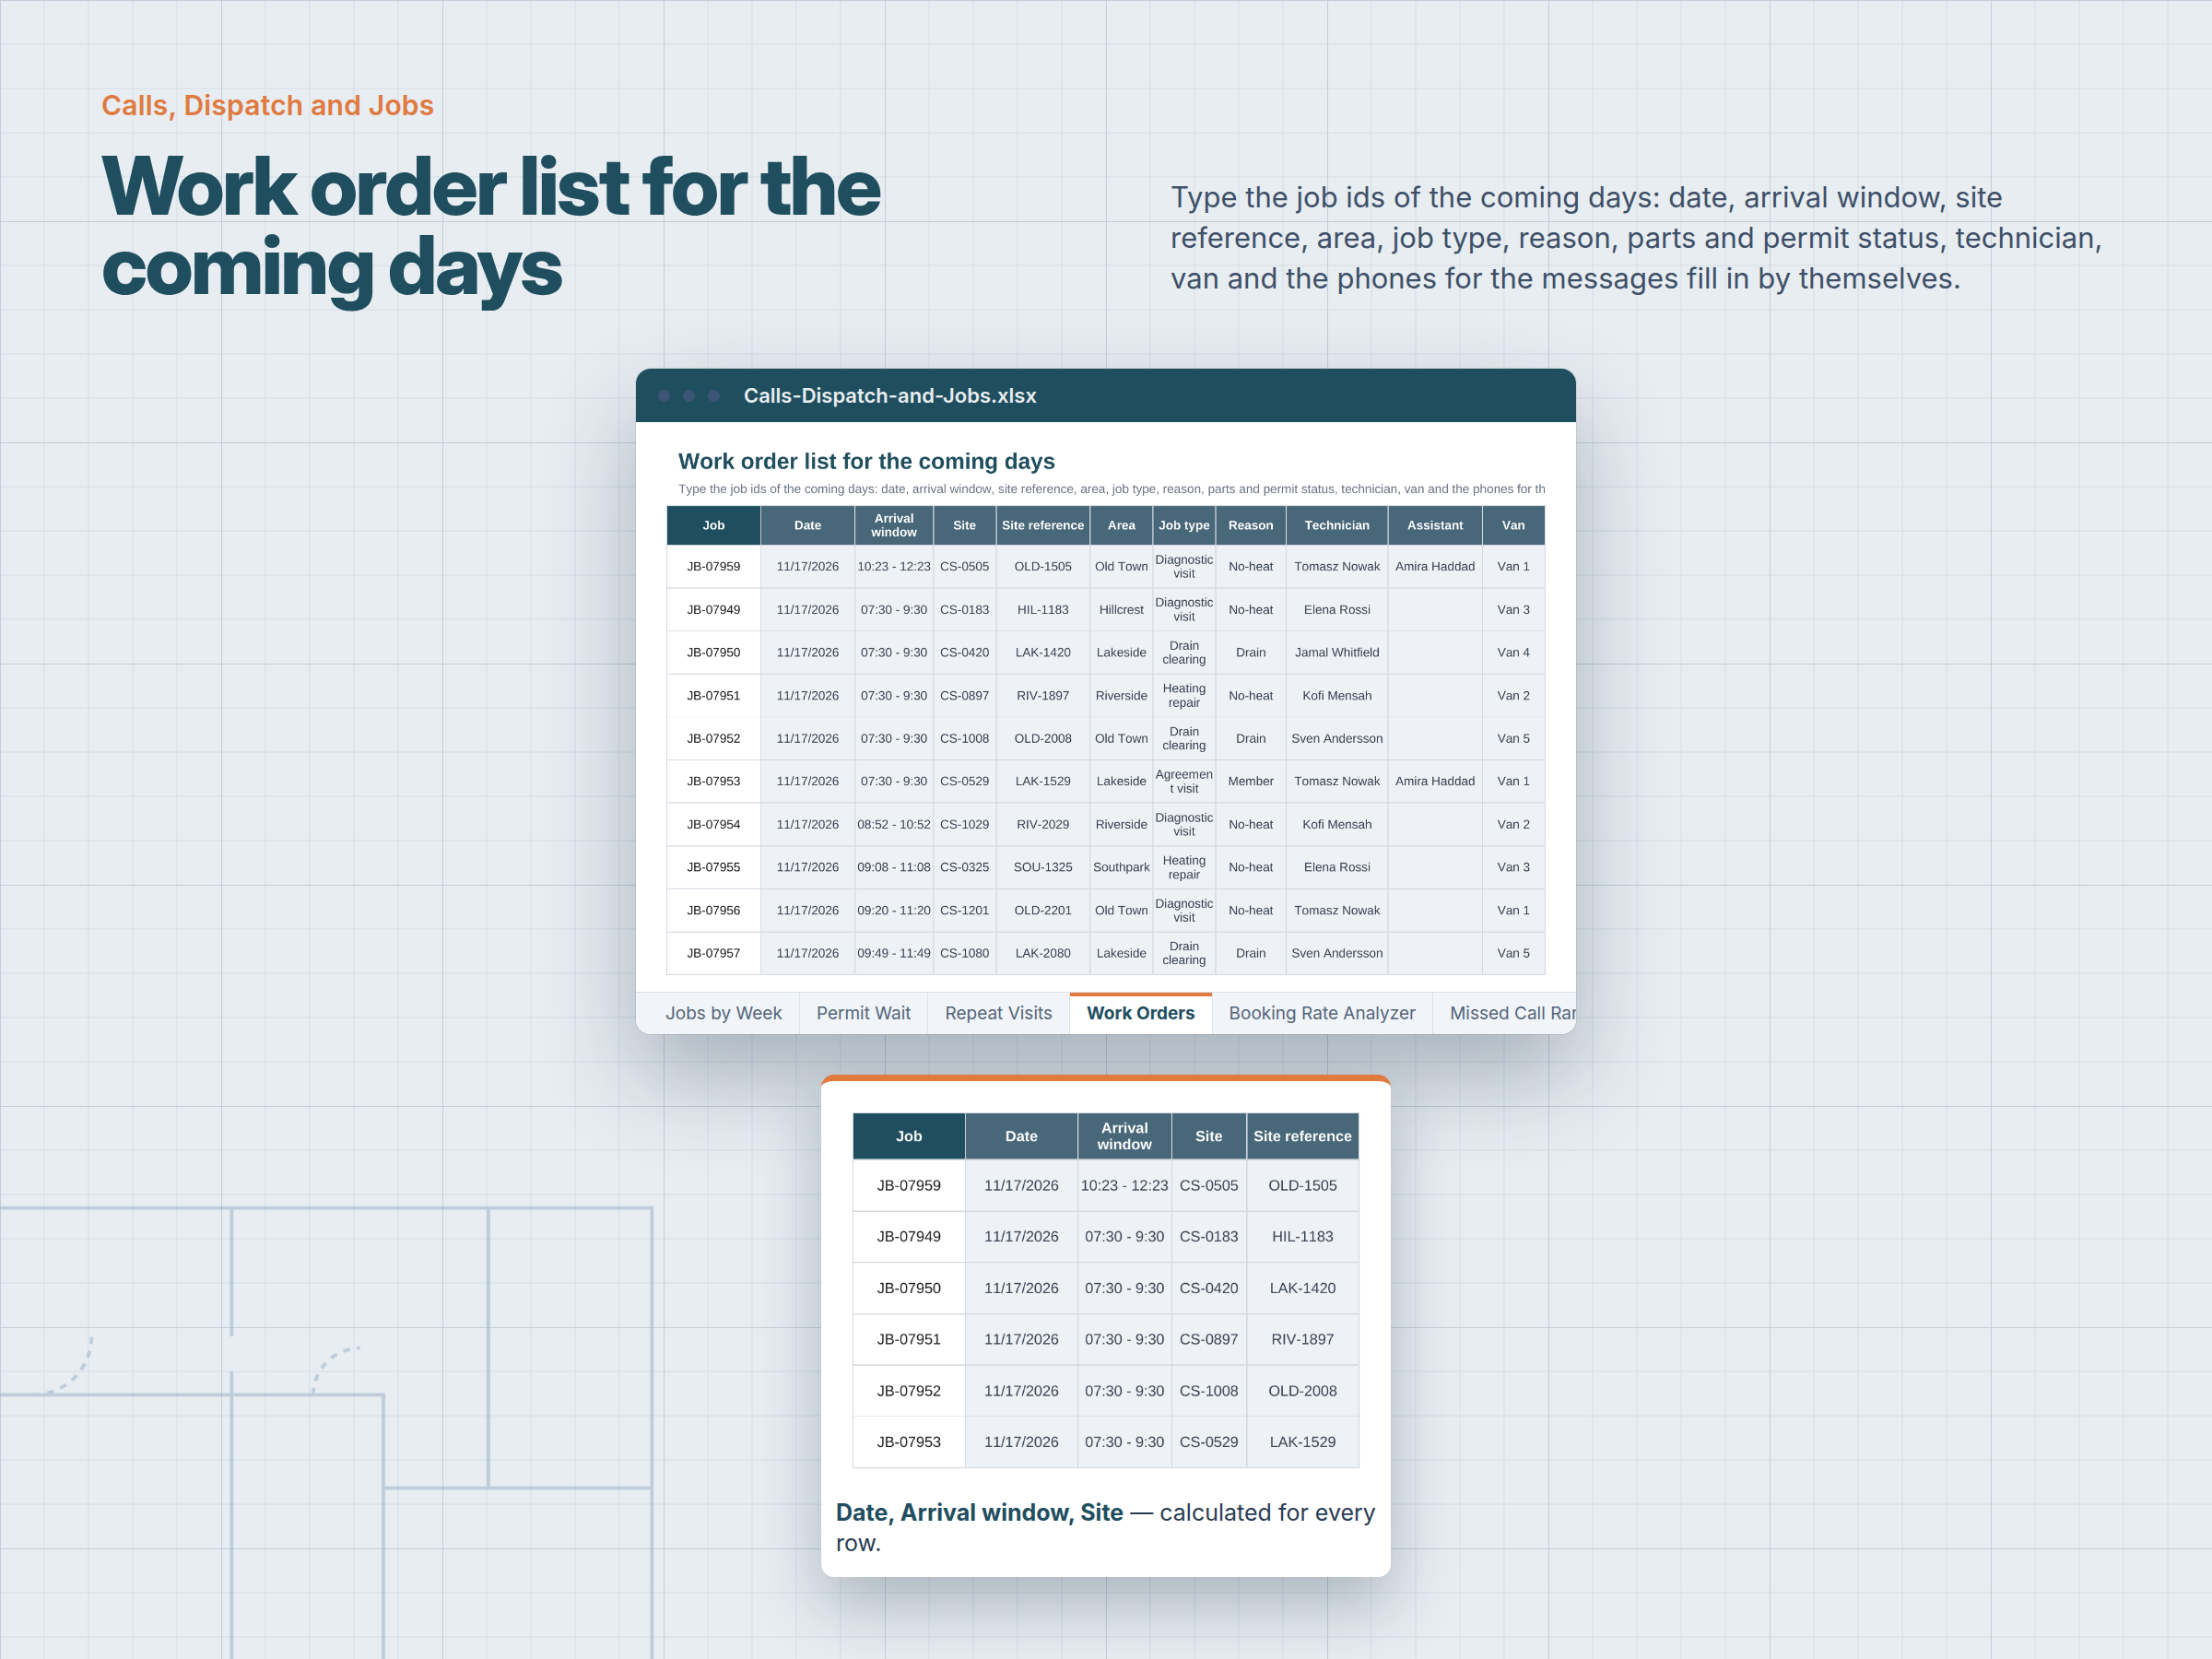 Calls, Dispatch and Jobs
Work order list for the
coming days
Type the job ids of the coming days: date, arrival window, site
reference, area, job type, reason, parts and permit status, technician,
van and the phones for the messages fill in by themselves.
Calls-Dispatch-and-Jobs.xlsx
Work order list for the coming days
Type the job ids of the coming days: date, arrival window, site reference, area, job type, reason, parts and permit status, technician, van and the phones for th
Job Date Arrival window Site Site reference Area Job type Reason Technician Assistant Van
JB-07959 11/17/2026 10:23 - 12:23 CS-0505 OLD-1505 Old Town Diagnostic visit No-heat Tomasz Nowak Amira Haddad Van 1
JB-07949 11/17/2026 07:30 - 9:30 CS-0183 HIL-1183 Hillcrest Diagnostic visit No-heat Elena Rossi Van 3
JB-07950 11/17/2026 07:30 - 9:30 CS-0420 LAK-1420 Lakeside Drain clearing Drain Jamal Whitfield Van 4
JB-07951 11/17/2026 07:30 - 9:30 CS-0897 RIV-1897 Riverside Heating repair No-heat Kofi Mensah Van 2
JB-07952 11/17/2026 07:30 - 9:30 CS-1008 OLD-2008 Old Town Drain clearing Drain Sven Andersson Van 5
JB-07953 11/17/2026 07:30 - 9:30 CS-0529 LAK-1529 Lakeside Agreemen t visit Member Tomasz Nowak Amira Haddad Van 1
JB-07954 11/17/2026 08:52 - 10:52 CS-1029 RIV-2029 Riverside Diagnostic visit No-heat Kofi Mensah Van 2
JB-07955 11/17/2026 09:08 - 11:08 CS-0325 SOU-1325 Southpark Heating repair No-heat Elena Rossi Van 3
JB-07956 11/17/2026 09:20 - 11:20 CS-1201 OLD-2201 Old Town Diagnostic visit No-heat Tomasz Nowak Van 1
JB-07957 11/17/2026 09:49 - 11:49 CS-1080 LAK-2080 Lakeside Drain clearing Drain Sven Andersson Van 5
Jobs by Week Permit Wait Repeat Visits Work Orders Booking Rate Analyzer Missed Call Ran
Job Date Arrival window Site Site reference
JB-07959 11/17/2026 10:23 - 12:23 CS-0505 OLD-1505
JB-07949 11/17/2026 07:30 - 9:30 CS-0183 HIL-1183
JB-07950 11/17/2026 07:30 - 9:30 CS-0420 LAK-1420
JB-07951 11/17/2026 07:30 - 9:30 CS-0897 RIV-1897
JB-07952 11/17/2026 07:30 - 9:30 CS-1008 OLD-2008
JB-07953 11/17/2026 07:30 - 9:30 CS-0529 LAK-1529
Date, Arrival window, Site — calculated for every
row.